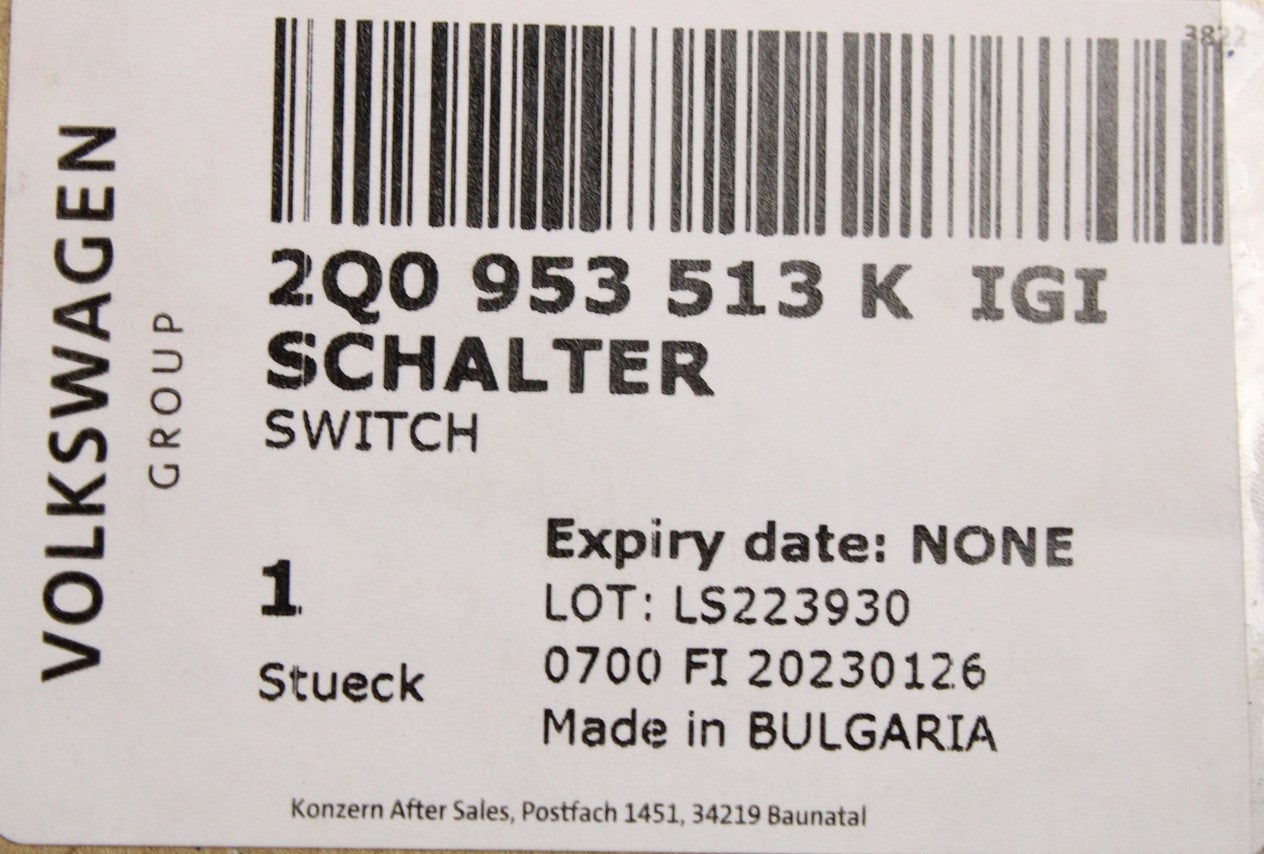 3822
VOLKSWAGEN
GROUP
2Q0 953 513 K IGI
SCHALTER
SWITCH
1
Stueck
Expiry date: NONE
LOT: LS223930
0700 FI 20230126
Made in BULGARIA
Konzern After Sales, Postfach 1451, 34219 Baunatal